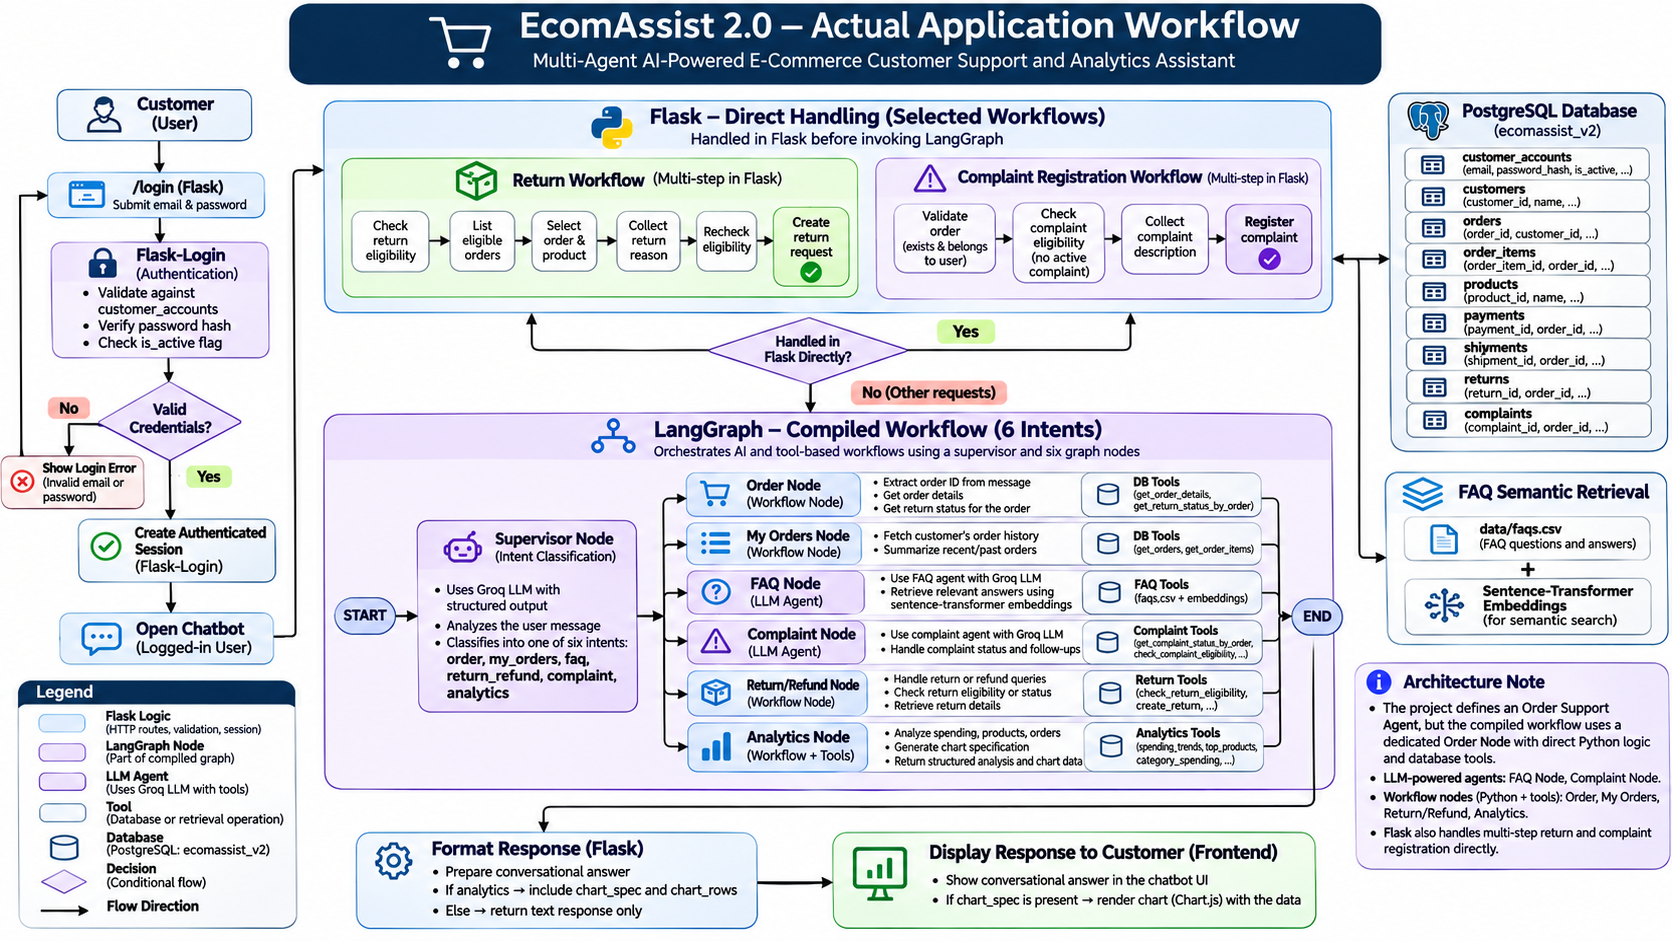 EcomAssist 2.0 – Actual Application Workflow
Multi-Agent AI-Powered E-Commerce Customer Support and Analytics Assistant
Customer
(User)
/login (Flask)
Submit email & password
Flask-Login
(Authentication)
• Validate against
customer_accounts
• Verify password hash
• Check is_active flag
Valid
Credentials?
No
Yes
Show Login Error
(Invalid email or
password)
Create Authenticated
Session
(Flask-Login)
Open Chatbot
(Logged-in User)
Legend
Flask Logic
(HTTP routes, validation, session)
LangGraph Node
(Part of compiled graph)
LLM Agent
(Uses Groq LLM with tools)
Tool
(Database or retrieval operation)
Database
(PostgreSQL: ecomassist_v2)
Decision
(Conditional flow)
Flow Direction
Flask – Direct Handling (Selected Workflows)
Handled in Flask before invoking LangGraph
Return Workflow (Multi-step in Flask)
Check
return
eligibility
List
eligible
orders
Select
order &
product
Collect
return
reason
Recheck
eligibility
Create
return
request
Complaint Registration Workflow (Multi-step in Flask)
Validate
order
(exists & belongs
to user)
Check
complaint
eligibility
(no active
complaint)
Collect
complaint
description
Register
complaint
Handled in
Flask Directly?
Yes
No (Other requests)
LangGraph – Compiled Workflow (6 Intents)
Orchestrates AI and tool-based workflows using a supervisor and six graph nodes
START
Supervisor Node
(Intent Classification)
• Uses Groq LLM with
structured output
• Analyzes the user message
• Classifies into one of six intents:
order, my_orders, faq,
return_refund, complaint,
analytics
Order Node
(Workflow Node)
• Extract order ID from message
• Get order details
• Get return status for the order
DB Tools
(get_order_details,
get_return_status_by_order)
My Orders Node
(Workflow Node)
• Fetch customer's order history
• Summarize recent/past orders
DB Tools
(get_orders, get_order_items)
FAQ Node
(LLM Agent)
• Use FAQ agent with Groq LLM
• Retrieve relevant answers using
sentence-transformer embeddings
FAQ Tools
(faqs.csv + embeddings)
Complaint Node
(LLM Agent)
• Use complaint agent with Groq LLM
• Handle complaint status and follow-ups
Complaint Tools
(get_complaint_status_by_order,
check_complaint_eligibility, ...)
Return/Refund Node
(Workflow Node)
• Handle return or refund queries
• Check return eligibility or status
• Retrieve return details
Return Tools
(check_return_eligibility,
create_return, ...)
Analytics Node
(Workflow + Tools)
• Analyze spending, products, orders
• Generate chart specification
• Return structured analysis and chart data
Analytics Tools
(spending_trends, top_products,
category_spending, ...)
END
Format Response (Flask)
• Prepare conversational answer
• If analytics → include chart_spec and chart_rows
• Else → return text response only
Display Response to Customer (Frontend)
• Show conversational answer in the chatbot UI
• If chart_spec is present → render chart (Chart.js) with the data
PostgreSQL Database
(ecomassist_v2)
customer_accounts
(email, password_hash, is_active, ...)
customers
(customer_id, name, ...)
orders
(order_id, customer_id, ...)
order_items
(order_item_id, order_id, ...)
products
(product_id, name, ...)
payments
(payment_id, order_id, ...)
shiyments
(shipment_id, order_id, ...)
returns
(return_id, order_id, ...)
complaints
(complaint_id, order_id, ...)
FAQ Semantic Retrieval
data/faqs.csv
(FAQ questions and answers)
+
Sentence-Transformer
Embeddings
(for semantic search)
i Architecture Note
• The project defines an Order Support
Agent, but the compiled workflow uses a
dedicated Order Node with direct Python logic
and database tools.
• LLM-powered agents: FAQ Node, Complaint Node.
• Workflow nodes (Python + tools): Order, My Orders,
Return/Refund, Analytics.
• Flask also handles multi-step return and complaint
registration directly.